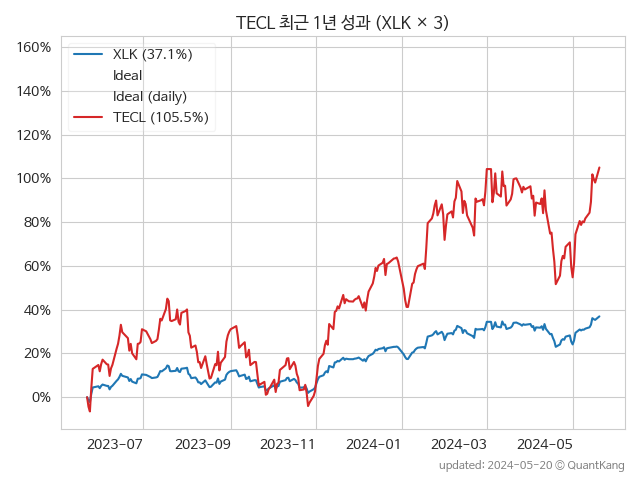 TECL 최근 1년 성과 (XLK × 3)
160%
140%
120%
100%
80%
60%
40%
20%
0%
XLK (37.1%)
Ideal
Ideal (daily)
TECL (105.5%)
2023-07
2023-09
2023-11
2024-01
2024-03
2024-05
updated: 2024-05-20 ⓒ QuantKang